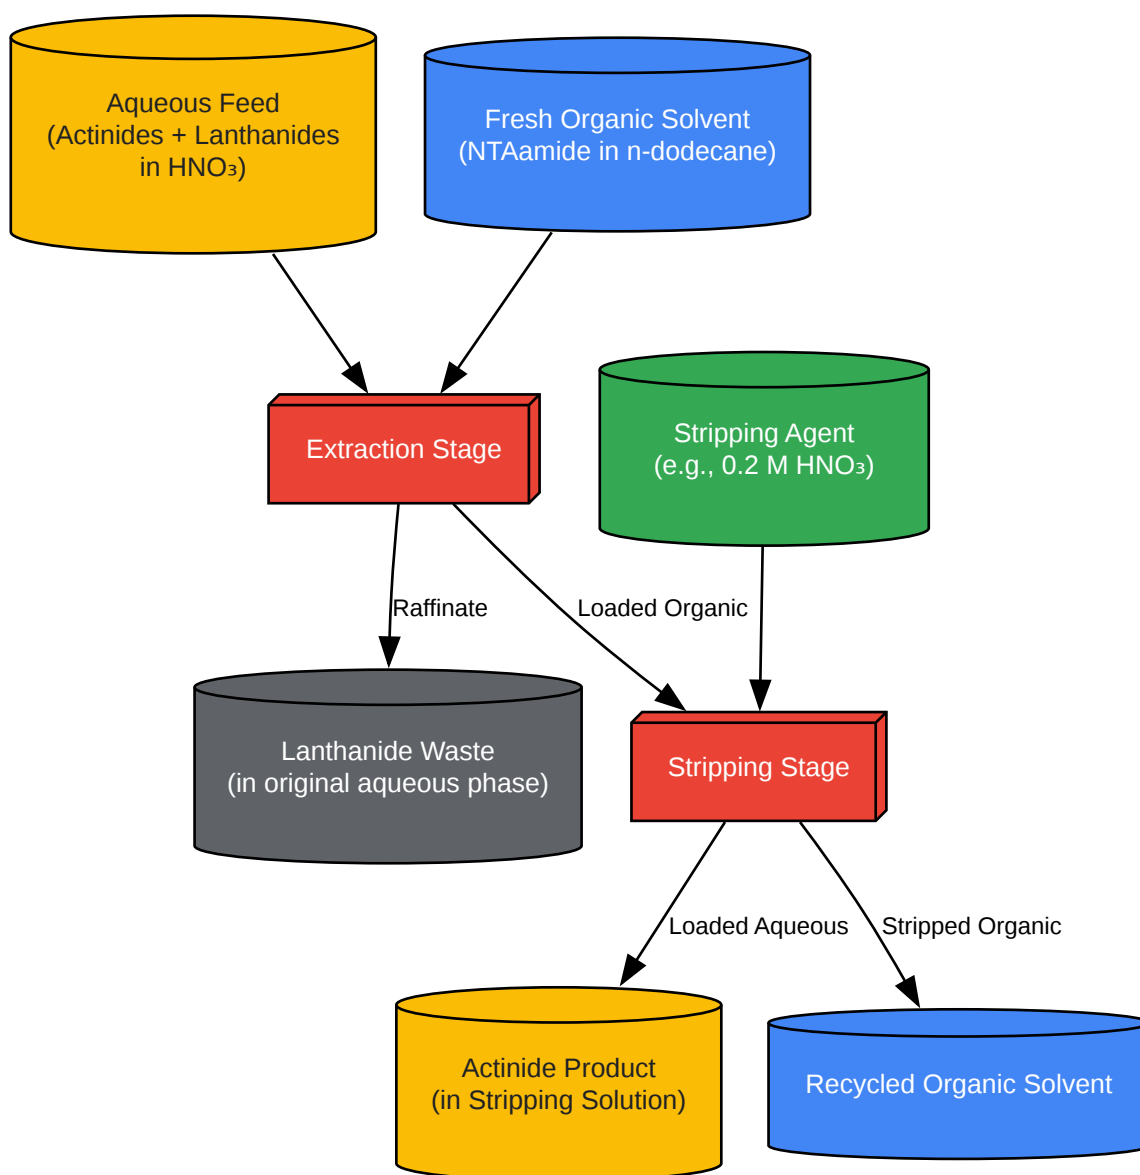 Aqueous Feed
(Actinides + Lanthanides
in HNO₃)
Fresh Organic Solvent
(NTAamide in n-dodecane)
Extraction Stage
Stripping Agent
(e.g., 0.2 M HNO₃)
Raffinate
Loaded Organic
Lanthanide Waste
(in original aqueous phase)
Stripping Stage
Loaded Aqueous
Stripped Organic
Actinide Product
(in Stripping Solution)
Recycled Organic Solvent